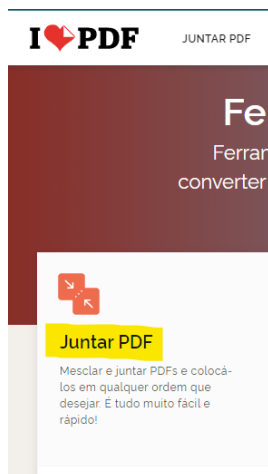 I PDF JUNTAR PDF
Fe
Ferran
converter
Juntar PDF
Mesclar e juntar PDFs e colocá-
los em qualquer ordem que
desejar. É tudo muito fácil e
rápido!